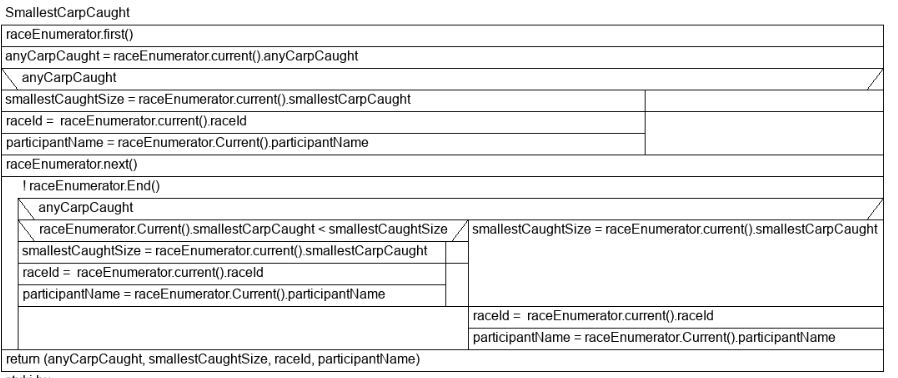 SmallestCarpCaught
raceEnumerator.first()
anyCarpCaught = raceEnumerator.current().anyCarpCaught
anyCarpCaught
smallestCaughtSize = raceEnumerator.current().smallestCarpCaught
raceId =  raceEnumerator.current().raceId
participantName = raceEnumerator.Current().participantName
raceEnumerator.next()
! raceEnumerator.End()
anyCarpCaught
raceEnumerator.Current().smallestCarpCaught < smallestCaughtSize
smallestCaughtSize = raceEnumerator.current().smallestCarpCaught
smallestCaughtSize = raceEnumerator.current().smallestCarpCaught
raceId =  raceEnumerator.current().raceId
participantName = raceEnumerator.Current().participantName
raceId =  raceEnumerator.current().raceId
participantName = raceEnumerator.Current().participantName
return (anyCarpCaught, smallestCaughtSize, raceId, participantName)